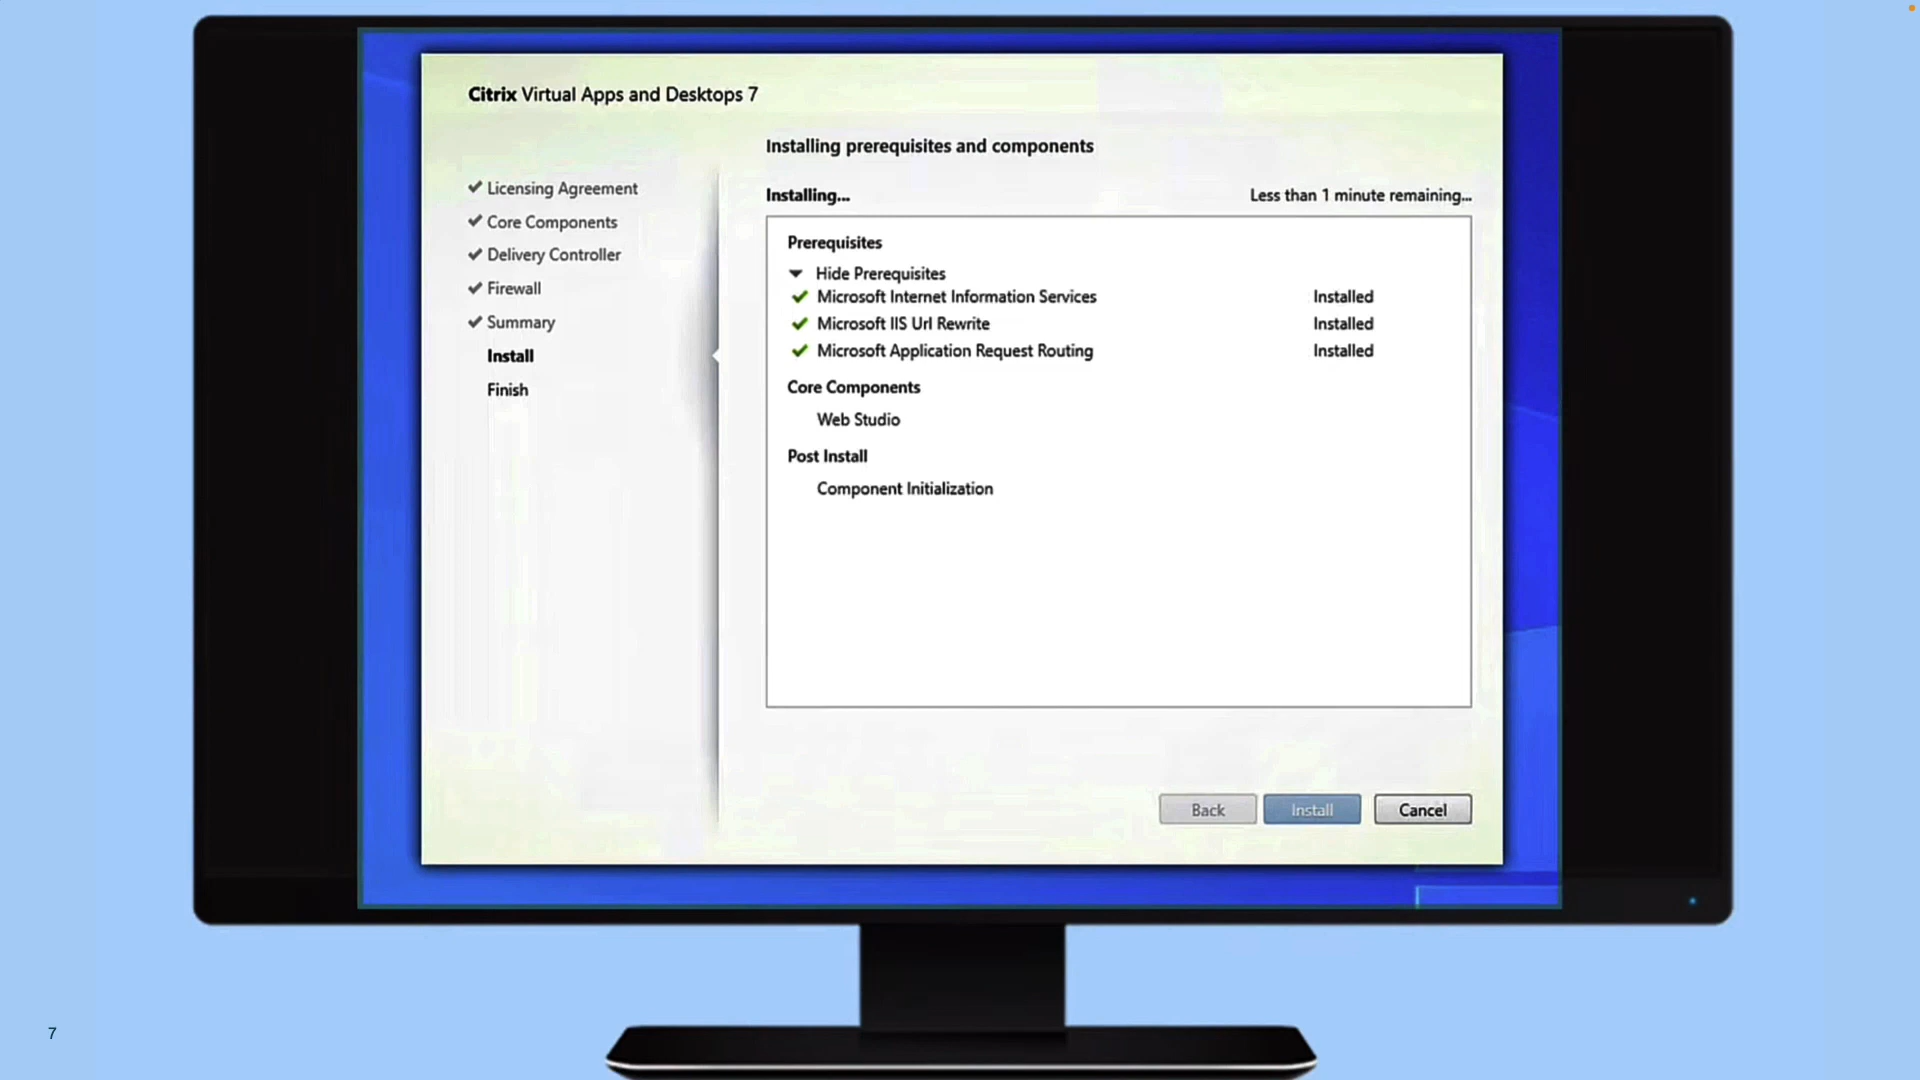 Citrix Virtual Apps and Desktops 7
Installing prerequisites and components
Licensing Agreement
Core Components
Delivery Controller
Firewall
Summary
Install
Finish
Installing... Less than 1 minute remaining...
Prerequisites
Hide Prerequisites
Microsoft Internet Information Services Installed
Microsoft IIS Url Rewrite Installed
Microsoft Application Request Routing Installed
Core Components
Web Studio
Post Install
Component Initialization
Back Install Cancel
7